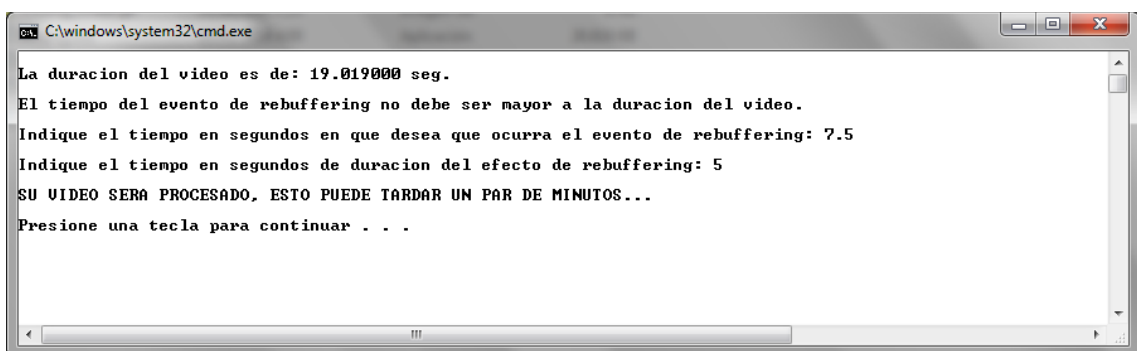 C:\windows\system32\cmd.exe
La duracion del video es de: 19.019000 seg.
El tiempo del evento de rebuffering no debe ser mayor a la duracion del video.
Indique el tiempo en segundos en que desea que ocurra el evento de rebuffering: 7.5
Indique el tiempo en segundos de duracion del efecto de rebuffering: 5
SU VIDEO SERA PROCESADO, ESTO PUEDE TARDAR UN PAR DE MINUTOS...
Presione una tecla para continuar . . .